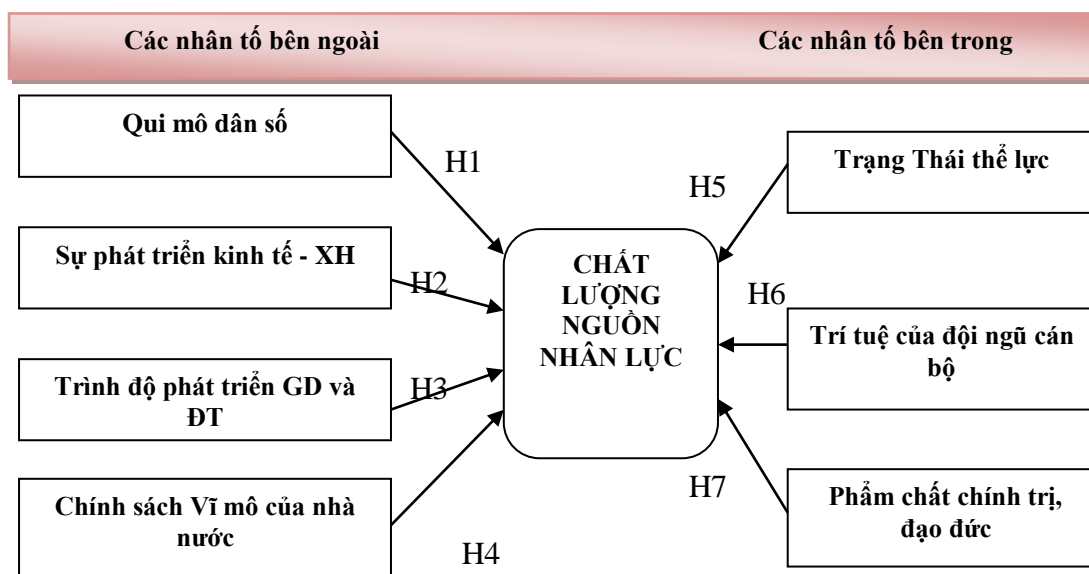 Các nhân tố bên ngoài
Các nhân tố bên trong
Qui mô dân số
H1
Sự phát triển kinh tế - XH
H2
Trình độ phát triển GD và
ĐT
H3
Chính sách Vĩ mô của nhà
nước
H4
CHẤT
LƯỢNG
NGUỒN
NHÂN LỰC
Trạng Thái thể lực
H5
Trí tuệ của đội ngũ cán
bộ
H6
Phẩm chất chính trị,
đạo đức
H7